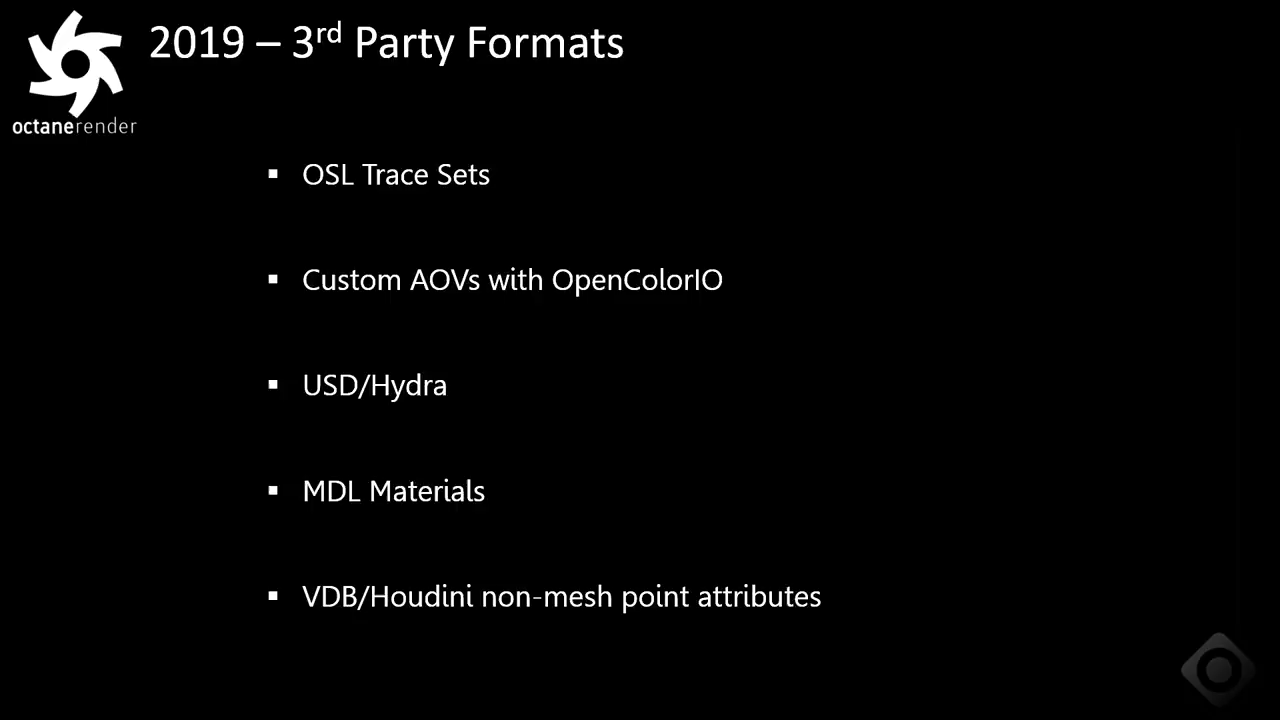 2019 – 3rd Party Formats
octanerender
▪ OSL Trace Sets
▪ Custom AOVs with OpenColorIO
▪ USD/Hydra
▪ MDL Materials
▪ VDB/Houdini non-mesh point attributes